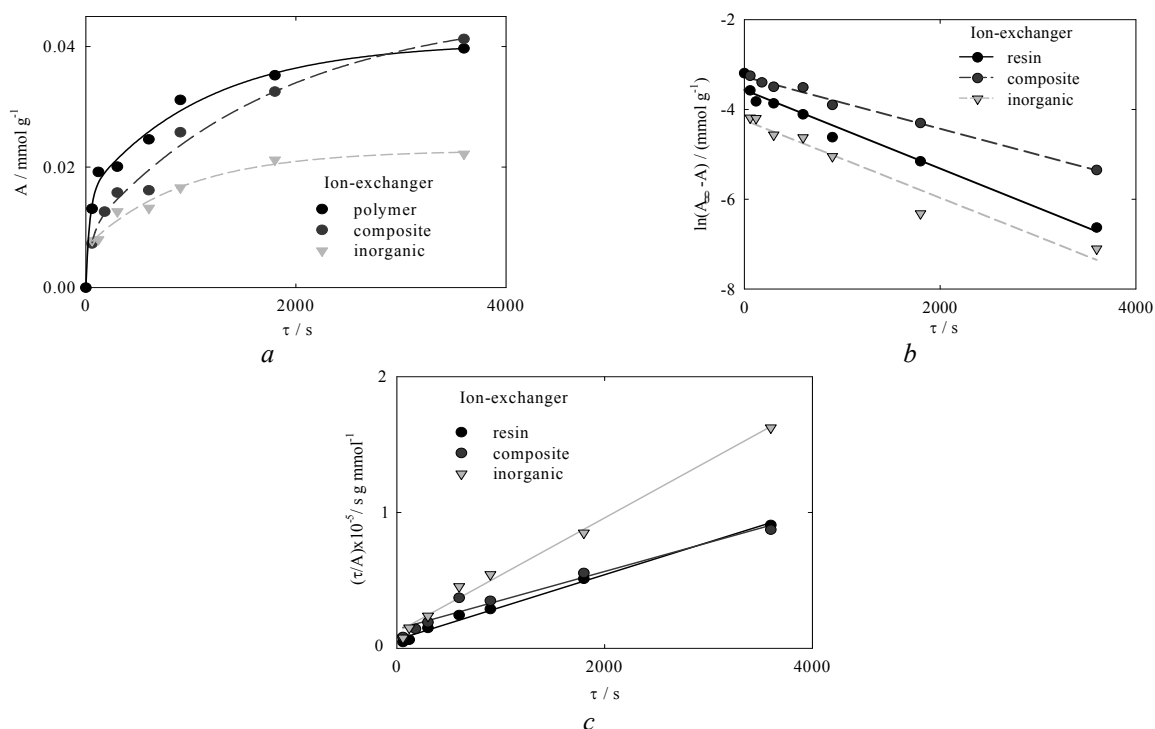 0.04
0.02
0.00
A / mmol g-1
Ion-exchanger
polymer
composite
inorganic
0
2000
4000
τ / s
a
-2
-4
-6
-8
ln(A∞-A) / (mmol g-1)
Ion-exchanger
resin
composite
inorganic
0
2000
4000
τ / s
b
2
1
0
(τ/A)x10-5/ s g mmol-1
Ion-exchanger
resin
composite
inorganic
0
2000
4000
τ / s
c